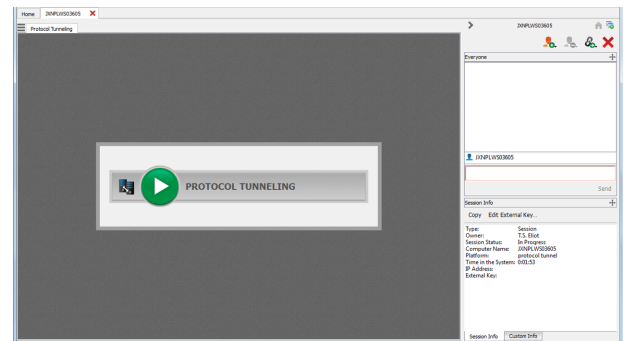 Home JXNPLWS03605
Protocol Tunneling
JXNPLWS03605
Everyone
PROTOCOL TUNNELING
JXNPLWS03605
Send
Session Info
Copy Edit External Key...
Type: Session
Owner: T.S. Eliot
Session Status: In Progress
Computer Name: JXNPLWS03605
Platform: protocol tunnel
Time in the System: 0:01:53
IP Address:
External Key:
Session Info Custom Info